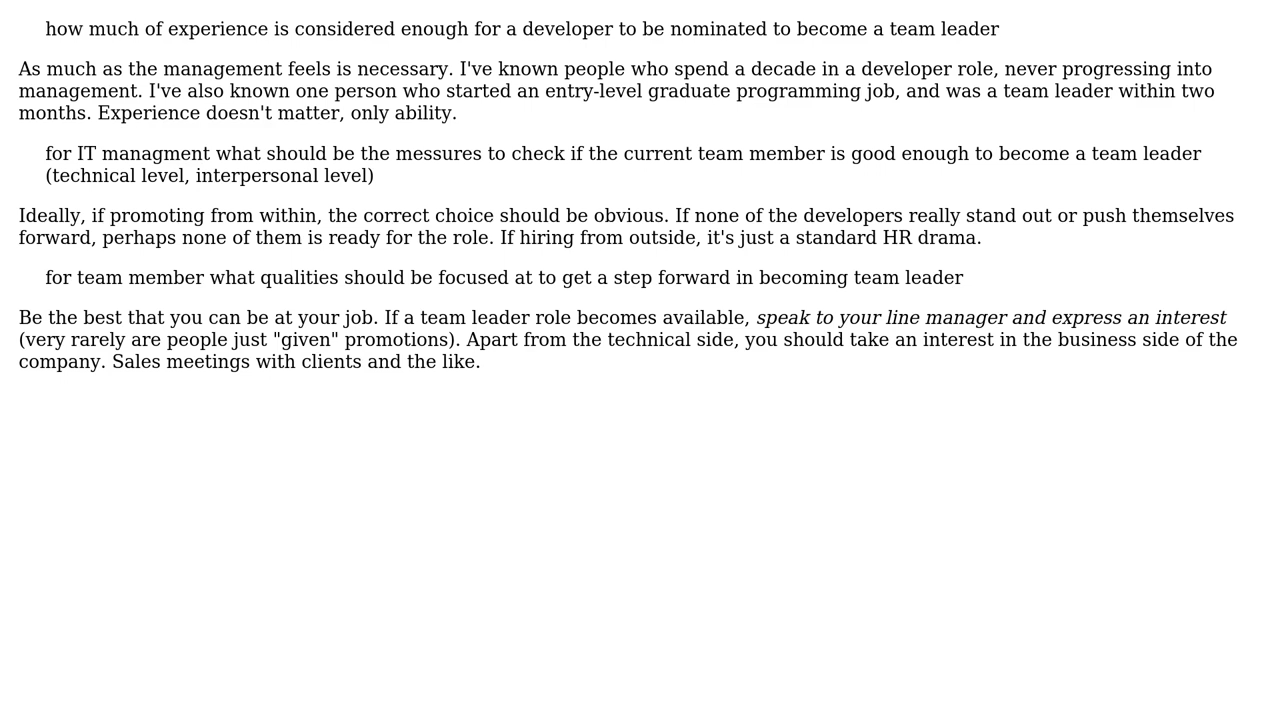 how much of experience is considered enough for a developer to be nominated to become a team leader
As much as the management feels is necessary. I've known people who spend a decade in a developer role, never progressing into
management. I've also known one person who started an entry-level graduate programming job, and was a team leader within two
months. Experience doesn't matter, only ability.
for IT managment what should be the messures to check if the current team member is good enough to become a team leader
(technical level, interpersonal level)
Ideally, if promoting from within, the correct choice should be obvious. If none of the developers really stand out or push themselves
forward, perhaps none of them is ready for the role. If hiring from outside, it's just a standard HR drama.
for team member what qualities should be focused at to get a step forward in becoming team leader
Be the best that you can be at your job. If a team leader role becomes available, speak to your line manager and express an interest
(very rarely are people just "given" promotions). Apart from the technical side, you should take an interest in the business side of the
company. Sales meetings with clients and the like.